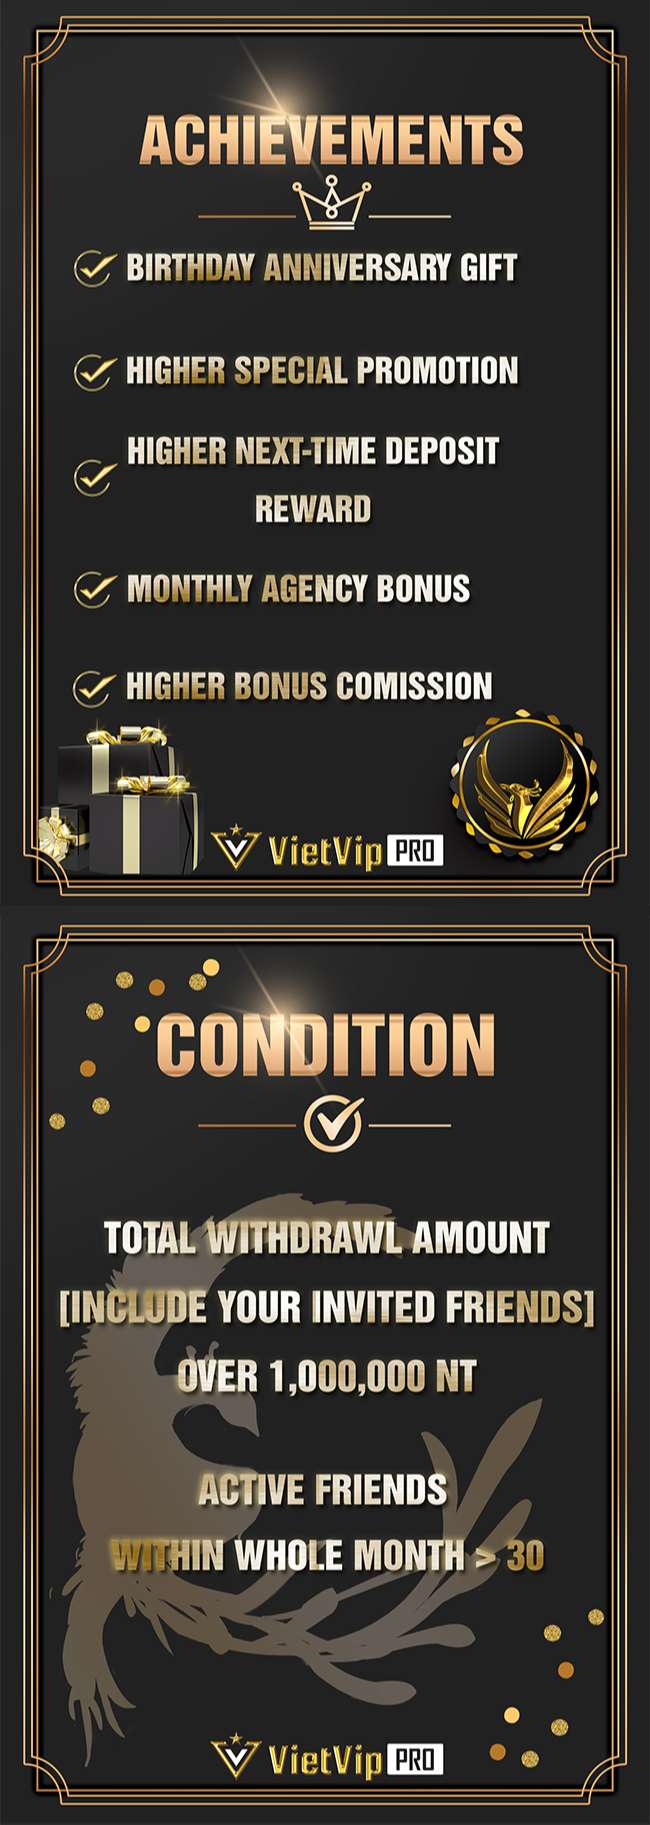 ACHIEVEMENTS
BIRTHDAY ANNIVERSARY GIFT
HIGHER SPECIAL PROMOTION
HIGHER NEXT-TIME DEPOSIT
REWARD
MONTHLY AGENCY BONUS
HIGHER BONUS COMISSION
VietVip PRO
CONDITION
TOTAL WITHDRAWL AMOUNT
[INCLUDE YOUR INVITED FRIENDS]
OVER 1,000,000 NT
ACTIVE FRIENDS
WITHIN WHOLE MONTH > 30
VietVip PRO